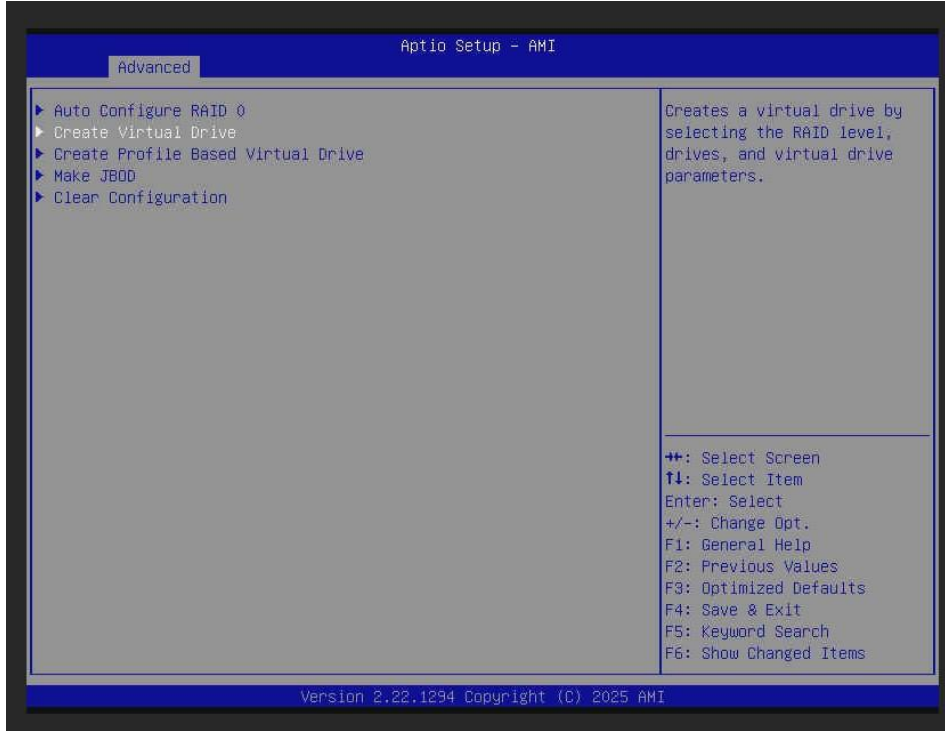 Aptio Setup – AMI
Advanced
Auto Configure RAID 0
Create Virtual Drive
Create Profile Based Virtual Drive
Make JBOD
Clear Configuration
Creates a virtual drive by
selecting the RAID level,
drives, and virtual drive
parameters.
→←: Select Screen
↑↓: Select Item
Enter: Select
+/-: Change Opt.
F1: General Help
F2: Previous Values
F3: Optimized Defaults
F4: Save & Exit
F5: Keyword Search
F6: Show Changed Items
Version 2.22.1294 Copyright (C) 2025 AMI